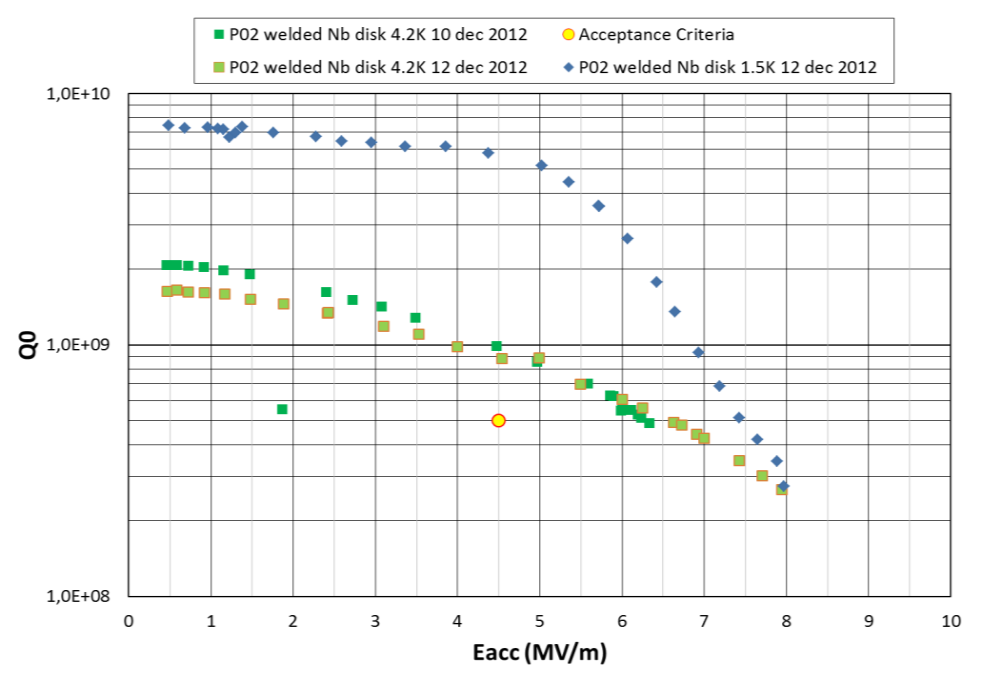 P02 welded Nb disk 4.2K 10 dec 2012 Acceptance Criteria
P02 welded Nb disk 4.2K 12 dec 2012 P02 welded Nb disk 1.5K 12 dec 2012
1,0E+10
Q0
1,0E+09
1,0E+08
0 1 2 3 4 5 6 7 8 9 10
Eacc (MV/m)